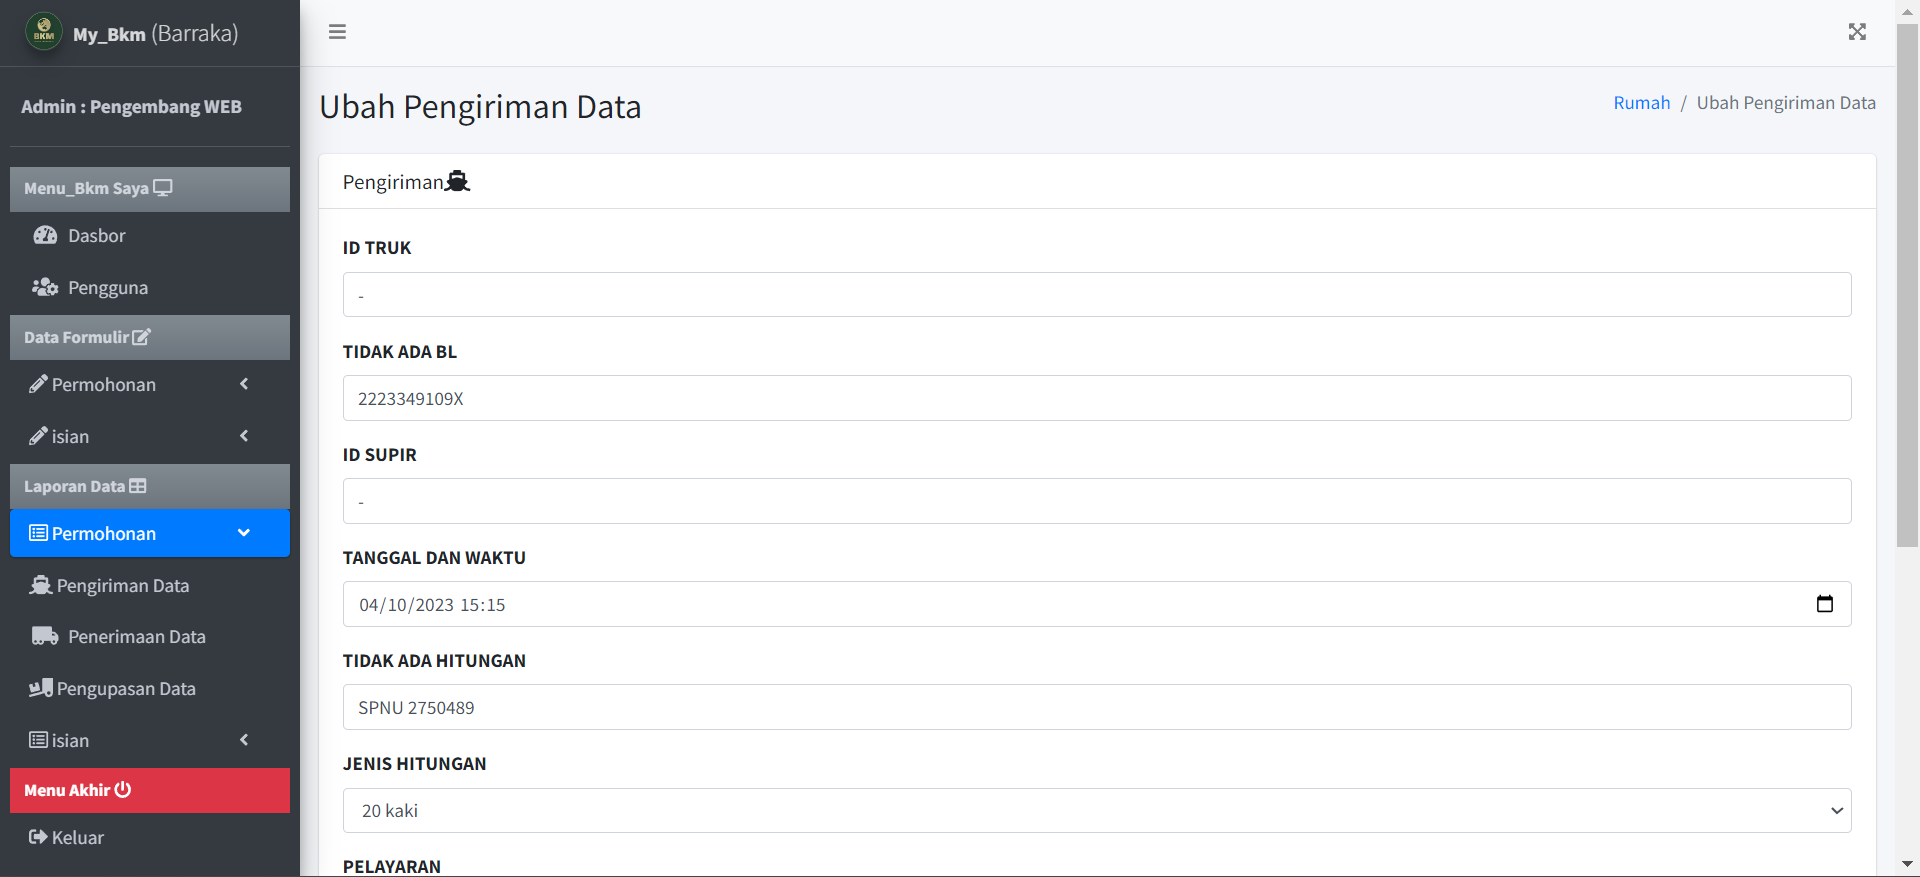 BKM
My_Bkm (Barraka)
Admin : Pengembang WEB
Menu_Bkm Saya
Dasbor
Pengguna
Data Formulir
Permohonan
isian
Laporan Data
Permohonan
Pengiriman Data
Penerimaan Data
Pengupasan Data
isian
Menu Akhir
Keluar
Ubah Pengiriman Data
Rumah / Ubah Pengiriman Data
Pengiriman
ID TRUK
-
TIDAK ADA BL
2223349109X
ID SUPIR
-
TANGGAL DAN WAKTU
04/10/2023 15:15
TIDAK ADA HITUNGAN
SPNU 2750489
JENIS HITUNGAN
20 kaki
PELAYARAN